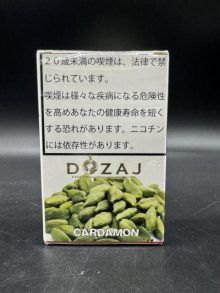 ２０歳未満の喫煙は、法律で禁
じられています。
喫煙は様々な疾病になる危険性
を高めあなたの健康寿命を短く
する恐れがあります。ニコチン
には依存性があります。
DOZAJ
CARDAMON